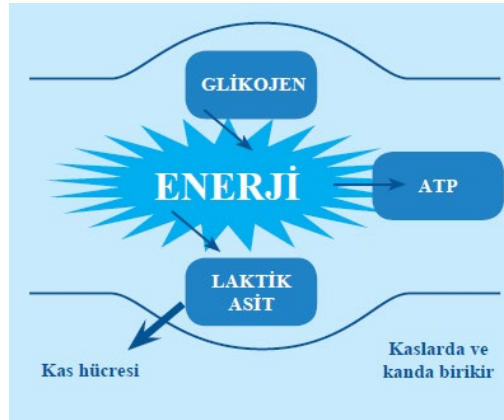 GLİKOJEN
ENERJİ
ATP
LAKTİK
ASİT
Kas hücresi
Kaslarda ve
kanda birikir